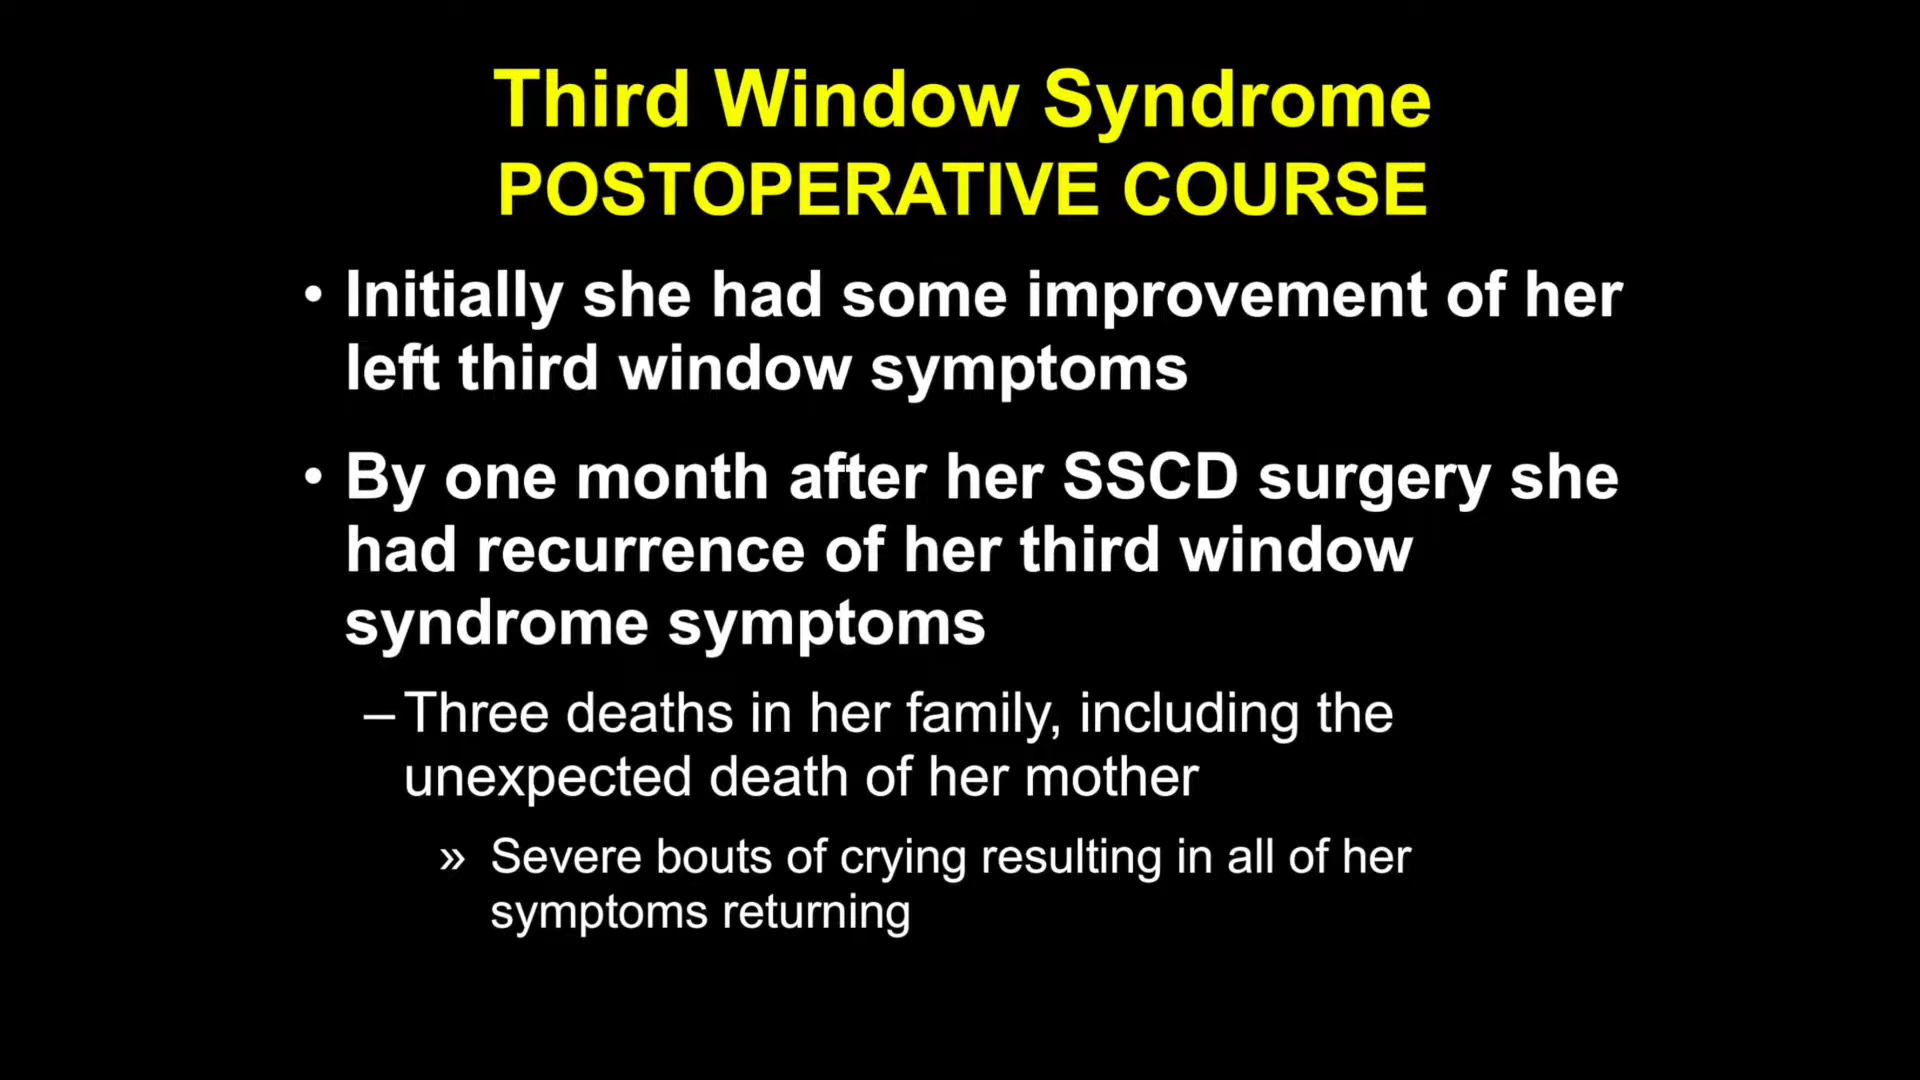 Third Window Syndrome
POSTOPERATIVE COURSE
• Initially she had some improvement of her
left third window symptoms
• By one month after her SSCD surgery she
had recurrence of her third window
syndrome symptoms
– Three deaths in her family, including the
unexpected death of her mother
» Severe bouts of crying resulting in all of her
symptoms returning